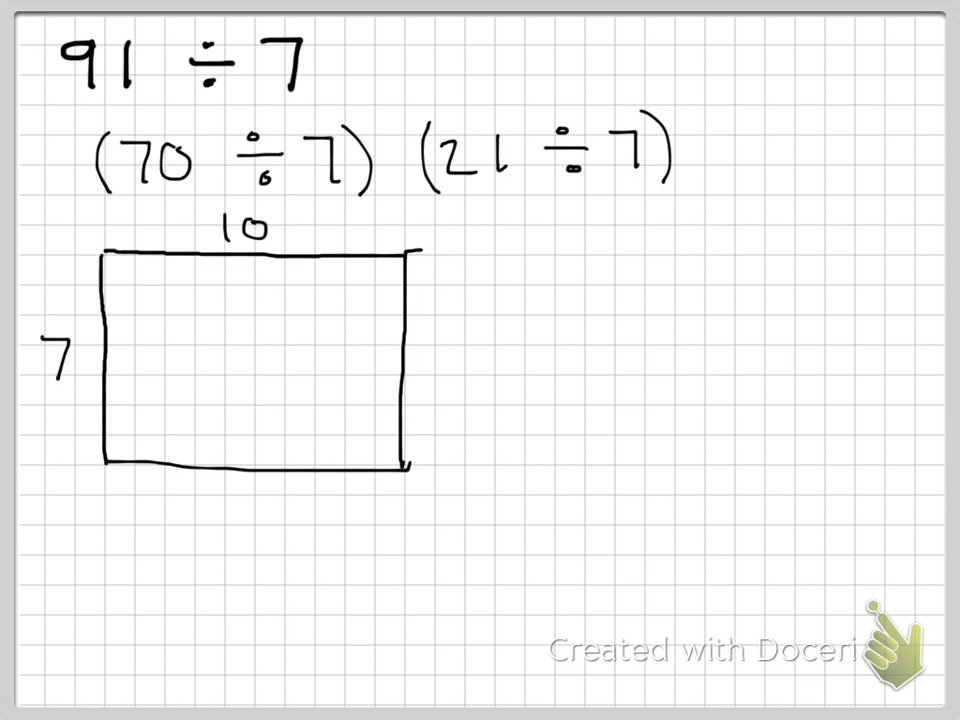 91 ÷ 7
(70 ÷ 7) (21 ÷ 7)
10
7
Created with Doceri